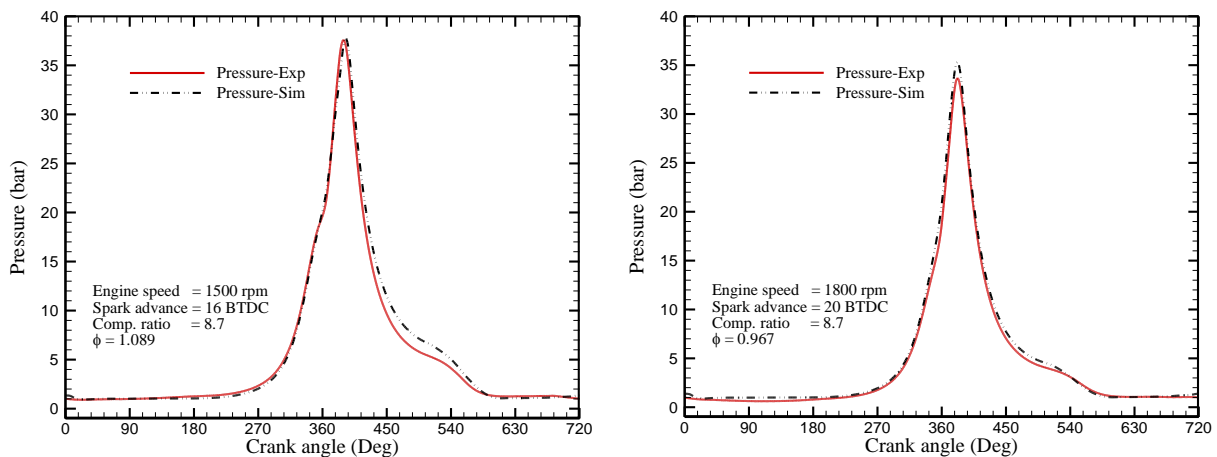 40
35
30
25
20
15
10
5
0
Pressure (bar)
Pressure-Exp
Pressure-Sim
Engine speed = 1500 rpm
Spark advance = 16 BTDC
Comp. ratio = 8.7
ϕ = 1.089
0 90 180 270 360 450 540 630 720
Crank angle (Deg)
40
35
30
25
20
15
10
5
0
Pressure (bar)
Pressure-Exp
Pressure-Sim
Engine speed = 1800 rpm
Spark advance = 20 BTDC
Comp. ratio = 8.7
ϕ = 0.967
0 90 180 270 360 450 540 630 720
Crank angle (Deg)